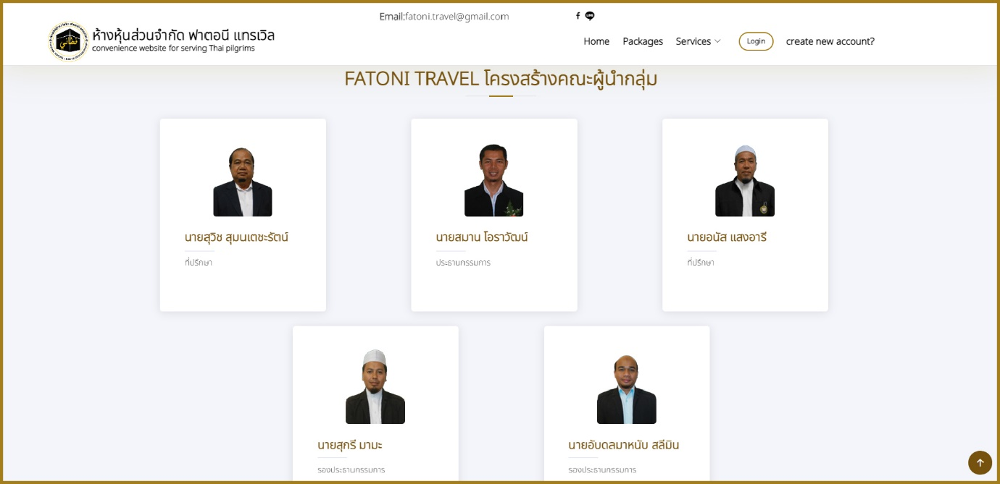 Email:fatoni.travel@gmail.com
ห้างหุ้นส่วนจำกัด ฟาตอนี แทรเวิล
convenience website for serving Thai pilgrims
Home Packages Services Login create new account?
FATONI TRAVEL โครงสร้างคณะผู้นำกลุ่ม
นายสุวิช สุมนเตชะรัตน์
ที่ปรึกษา
นายสมาน โอราวัฒน์
ประธานกรรมการ
นายอนัส แสงอารี
ที่ปรึกษา
นายสุกรี มามะ
รองประธานกรรมการ
นายอับดลมาหนับ สลีมิน
รองประธานกรรมการ